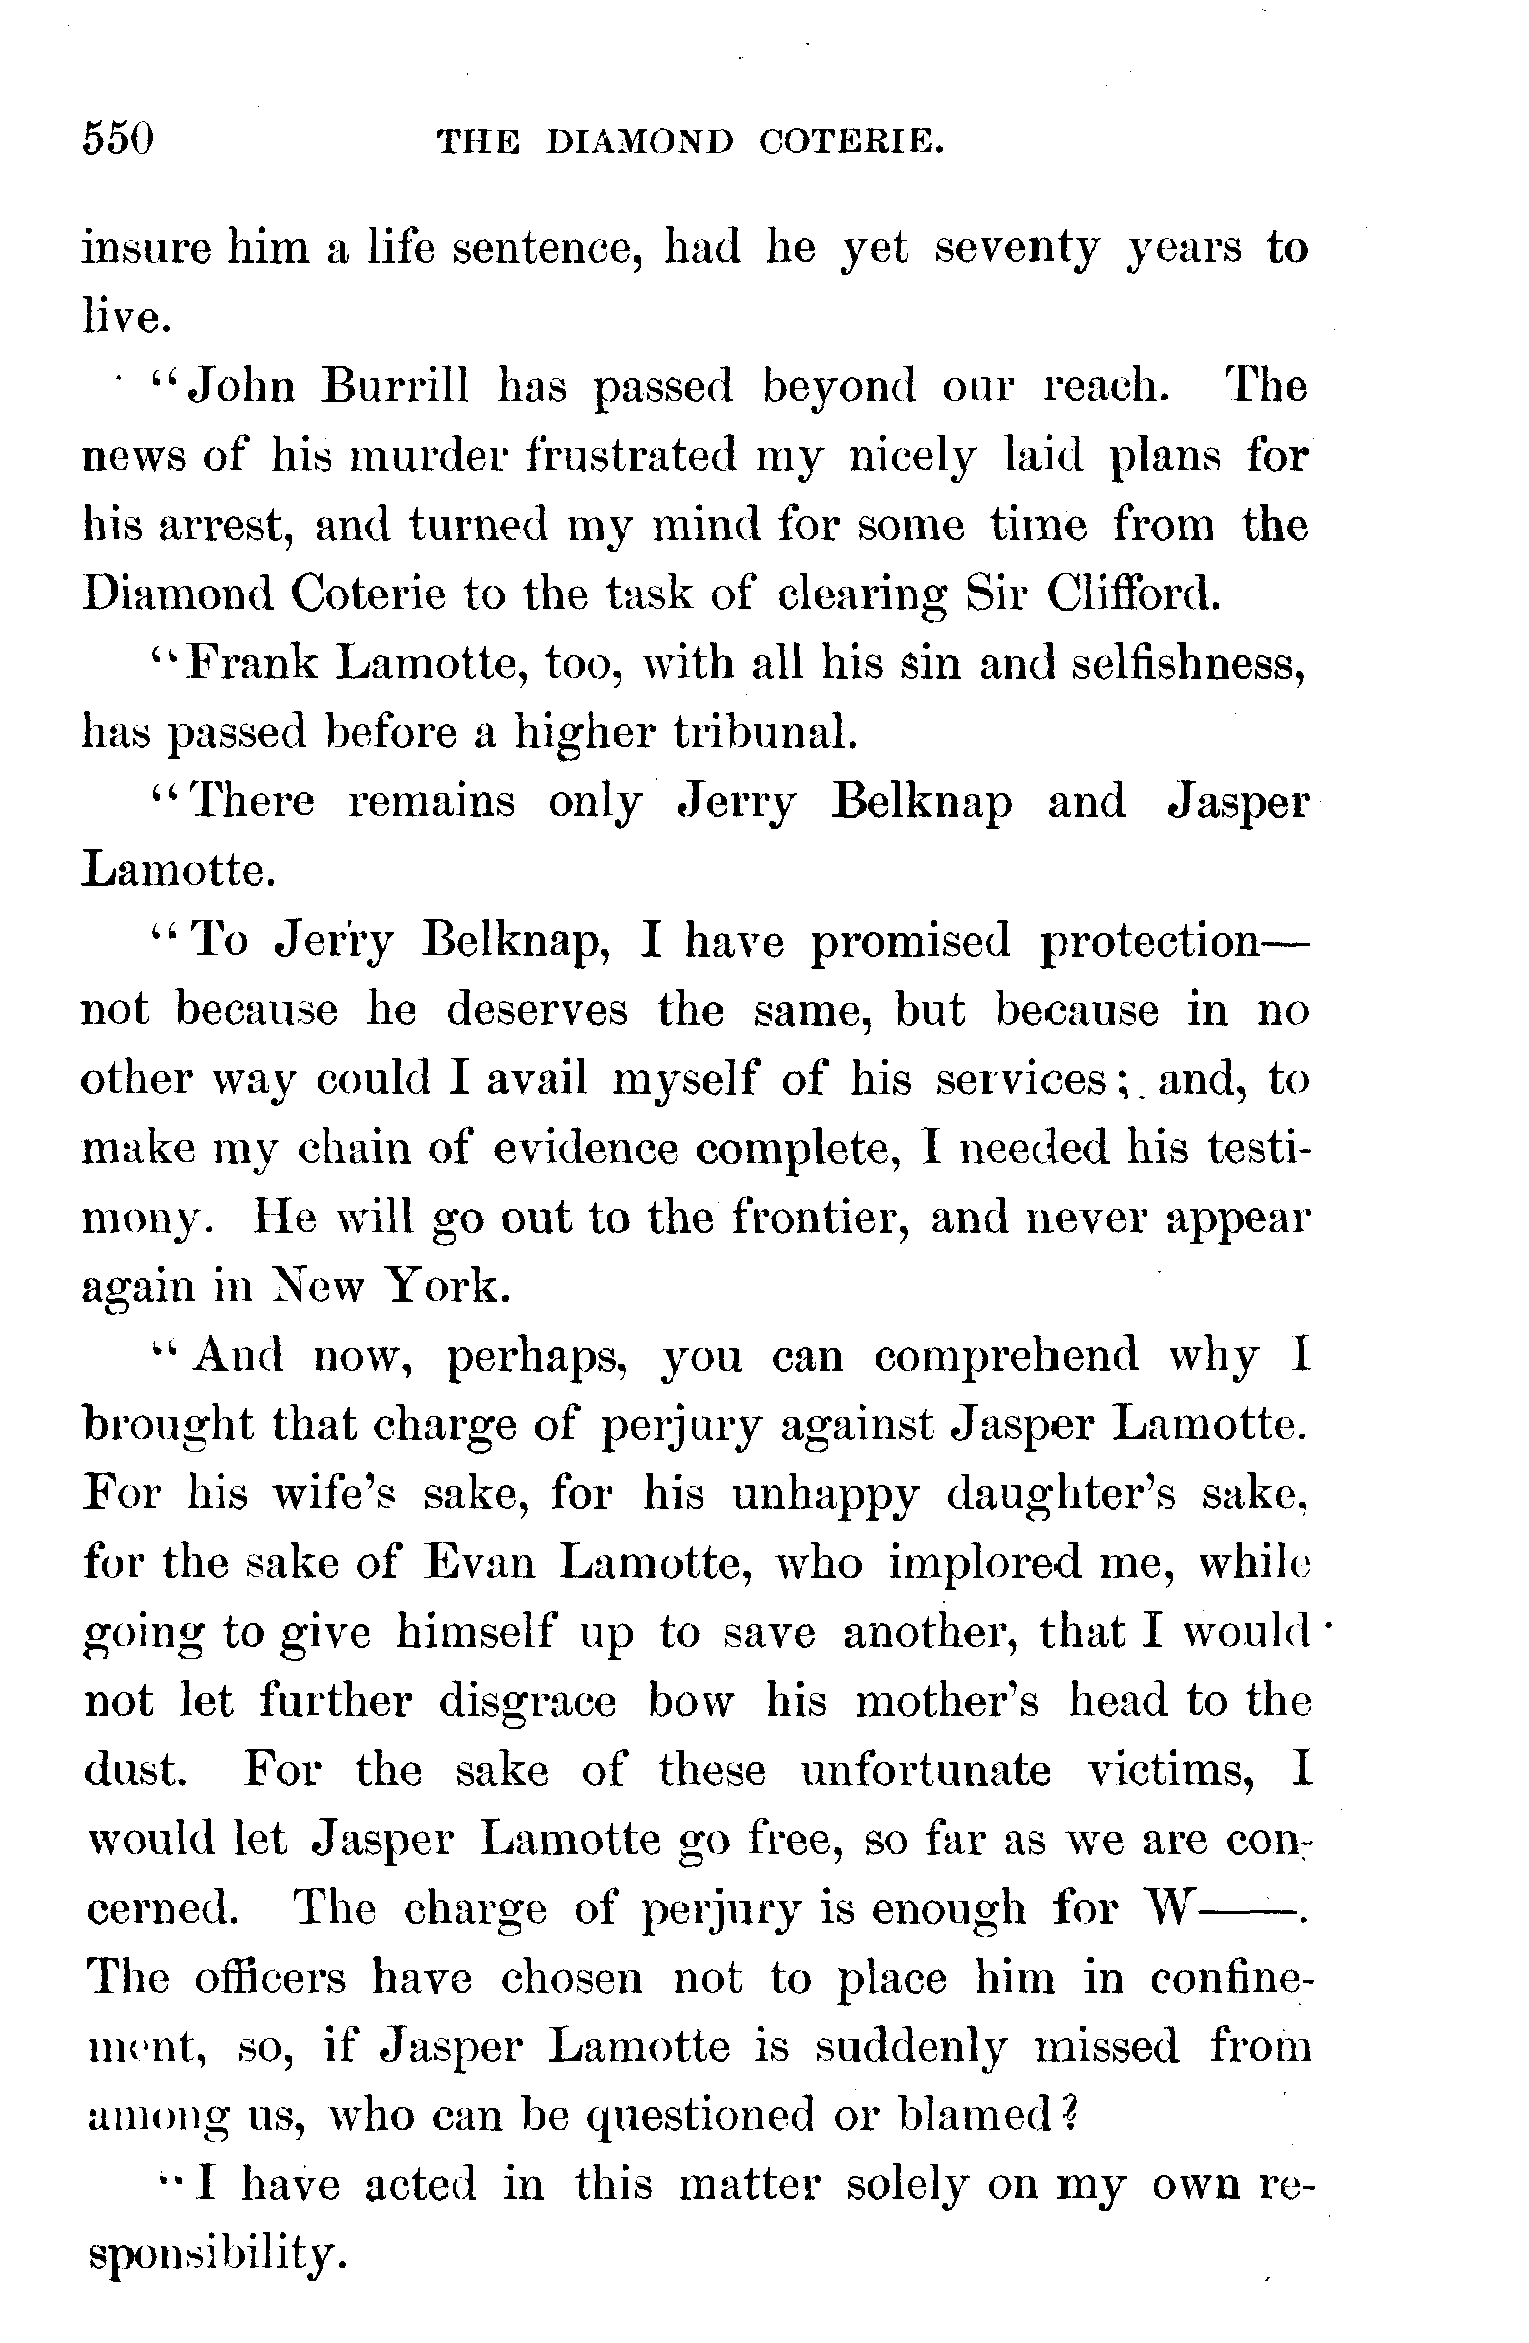 550 THE DIAMOND COTERIE.
insure him a life sentence, had he yet seventy years to
live.
"John Burrill has passed beyond our reach. The
news of his murder frustrated my nicely laid plans for
his arrest, and turned my mind for some time from the
Diamond Coterie to the task of clearing Sir Clifford.
"Frank Lamotte, too, with all his sin and selfishness,
has passed before a higher tribunal.
"There remains only Jerry Belknap and Jasper
Lamotte.
"To Jerry Belknap, I have promised protection—
not because he deserves the same, but because in no
other way could I avail myself of his services; and, to
make my chain of evidence complete, I needed his testi-
mony. He will go out to the frontier, and never appear
again in New York.
"And now, perhaps, you can comprehend why I
brought that charge of perjury against Jasper Lamotte.
For his wife's sake, for his unhappy daughter's sake,
for the sake of Evan Lamotte, who implored me, while
going to give himself up to save another, that I would
not let further disgrace bow his mother's head to the
dust. For the sake of these unfortunate victims, I
would let Jasper Lamotte go free, so far as we are con-
cerned. The charge of perjury is enough for W——.
The officers have chosen not to place him in confine-
ment, so, if Jasper Lamotte is suddenly missed from
among us, who can be questioned or blamed?
"I have acted in this matter solely on my own re-
sponsibility.